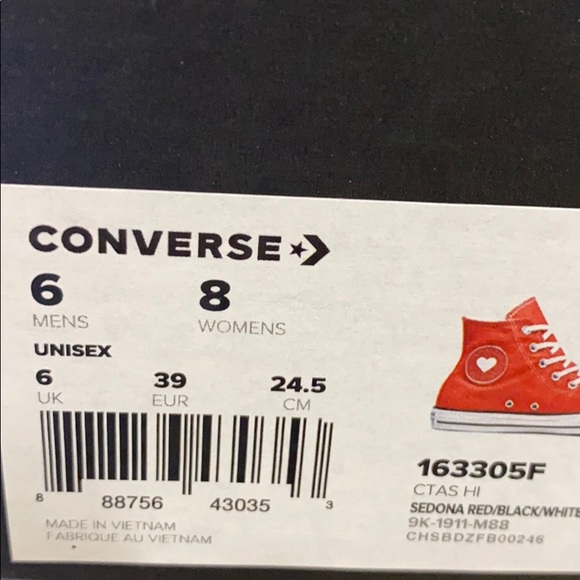 CONVERSE
6 8
MENS WOMENS
UNISEX
6 39 24.5
UK EUR CM
8 88756 43035 3
MADE IN VIETNAM
FABRIQUÉ AU VIETNAM
163305F
CTAS HI
SEDONA RED/BLACK/WHITE
9K-1911-M88
CHSBDZFB00246